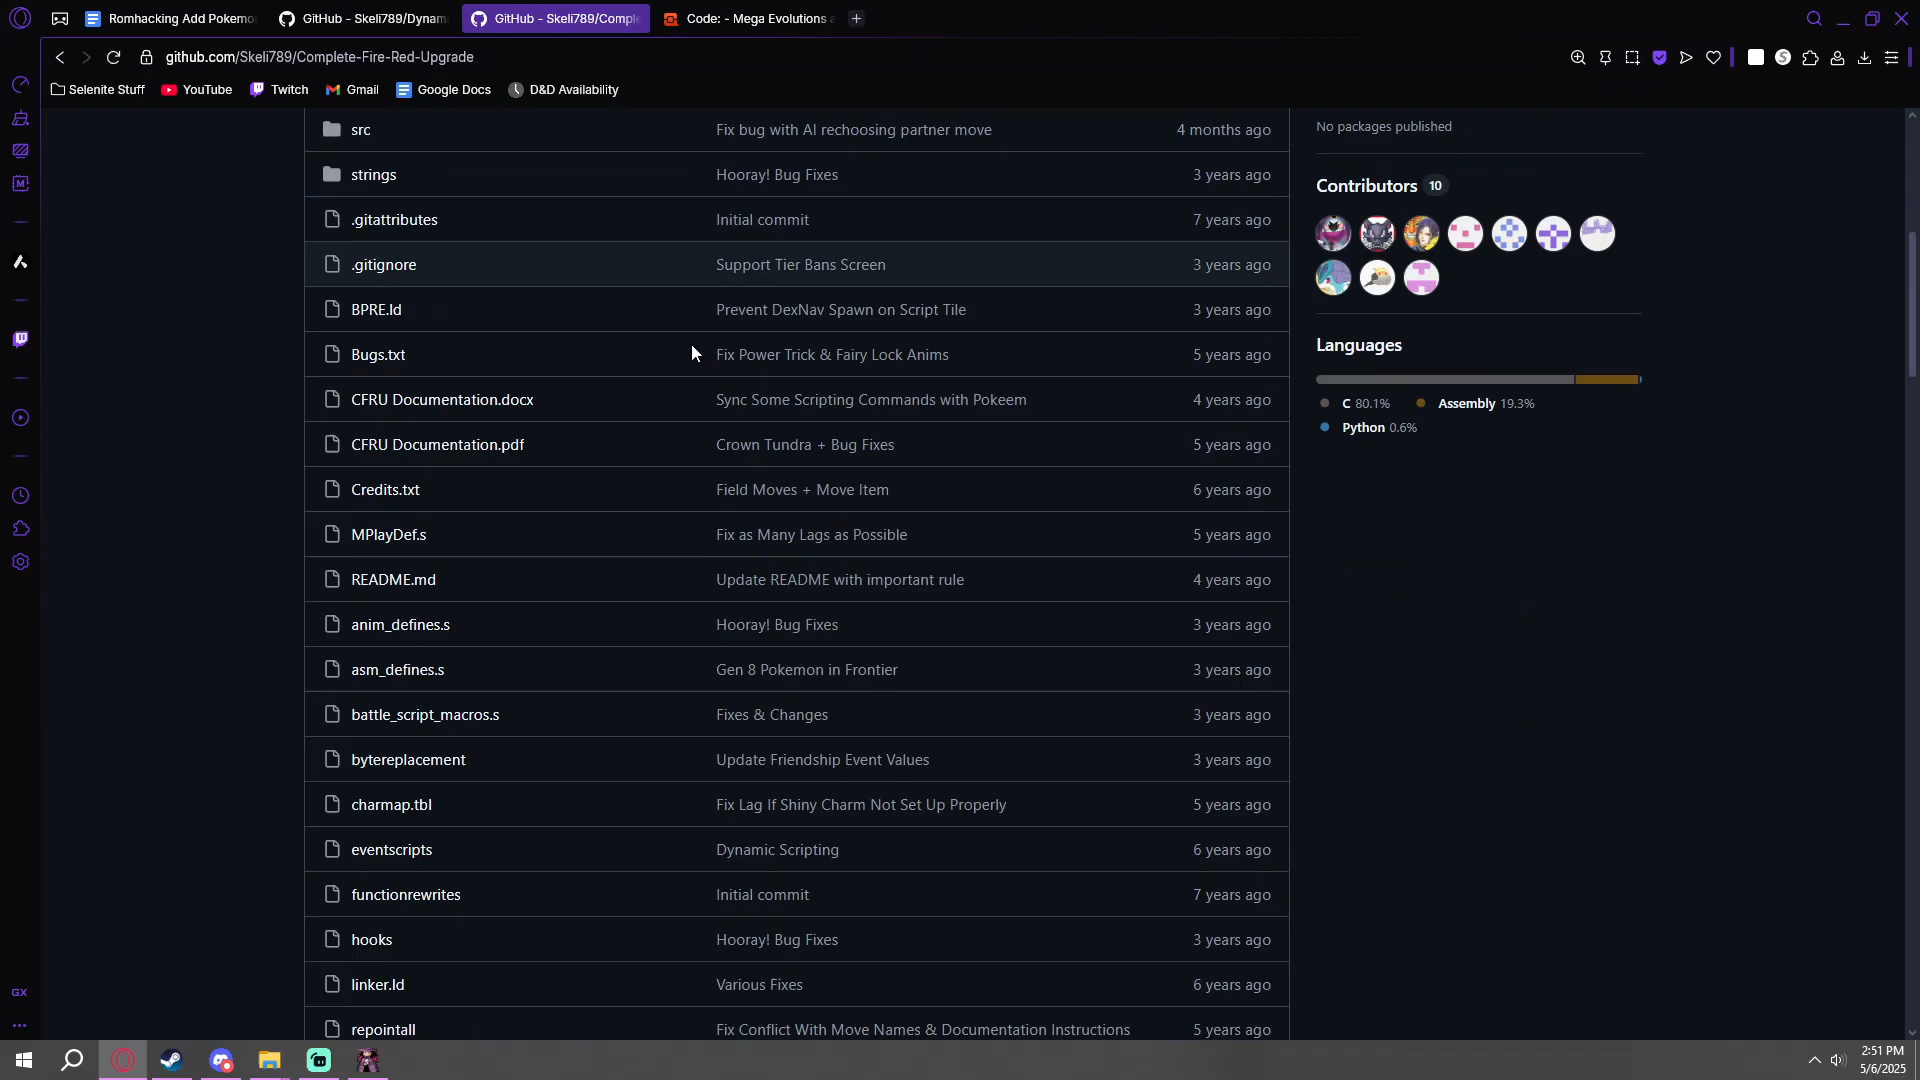 Romhacking Add Pokemo
GitHub - Skeli789/Dynam
GitHub - Skeli789/Comple
Code: - Mega Evolutions a
github.com/Skeli789/Complete-Fire-Red-Upgrade
Selenite Stuff
YouTube
Twitch
Gmail
Google Docs
D&D Availability
src Fix bug with AI rechoosing partner move 4 months ago
strings Hooray! Bug Fixes 3 years ago
.gitattributes Initial commit 7 years ago
.gitignore Support Tier Bans Screen 3 years ago
BPRE.ld Prevent DexNav Spawn on Script Tile 3 years ago
Bugs.txt Fix Power Trick & Fairy Lock Anims 5 years ago
CFRU Documentation.docx Sync Some Scripting Commands with Pokeem 4 years ago
CFRU Documentation.pdf Crown Tundra + Bug Fixes 5 years ago
Credits.txt Field Moves + Move Item 6 years ago
MPlayDef.s Fix as Many Lags as Possible 5 years ago
README.md Update README with important rule 4 years ago
anim_defines.s Hooray! Bug Fixes 3 years ago
asm_defines.s Gen 8 Pokemon in Frontier 3 years ago
battle_script_macros.s Fixes & Changes 3 years ago
bytereplacement Update Friendship Event Values 3 years ago
charmap.tbl Fix Lag If Shiny Charm Not Set Up Properly 5 years ago
eventscripts Dynamic Scripting 6 years ago
functionrewrites Initial commit 7 years ago
hooks Hooray! Bug Fixes 3 years ago
linker.ld Various Fixes 6 years ago
repointall Fix Conflict With Move Names & Documentation Instructions 5 years ago
No packages published
Contributors 10
Languages
C 80.1% Assembly 19.3%
Python 0.6%
GX
2:51 PM
5/6/2025